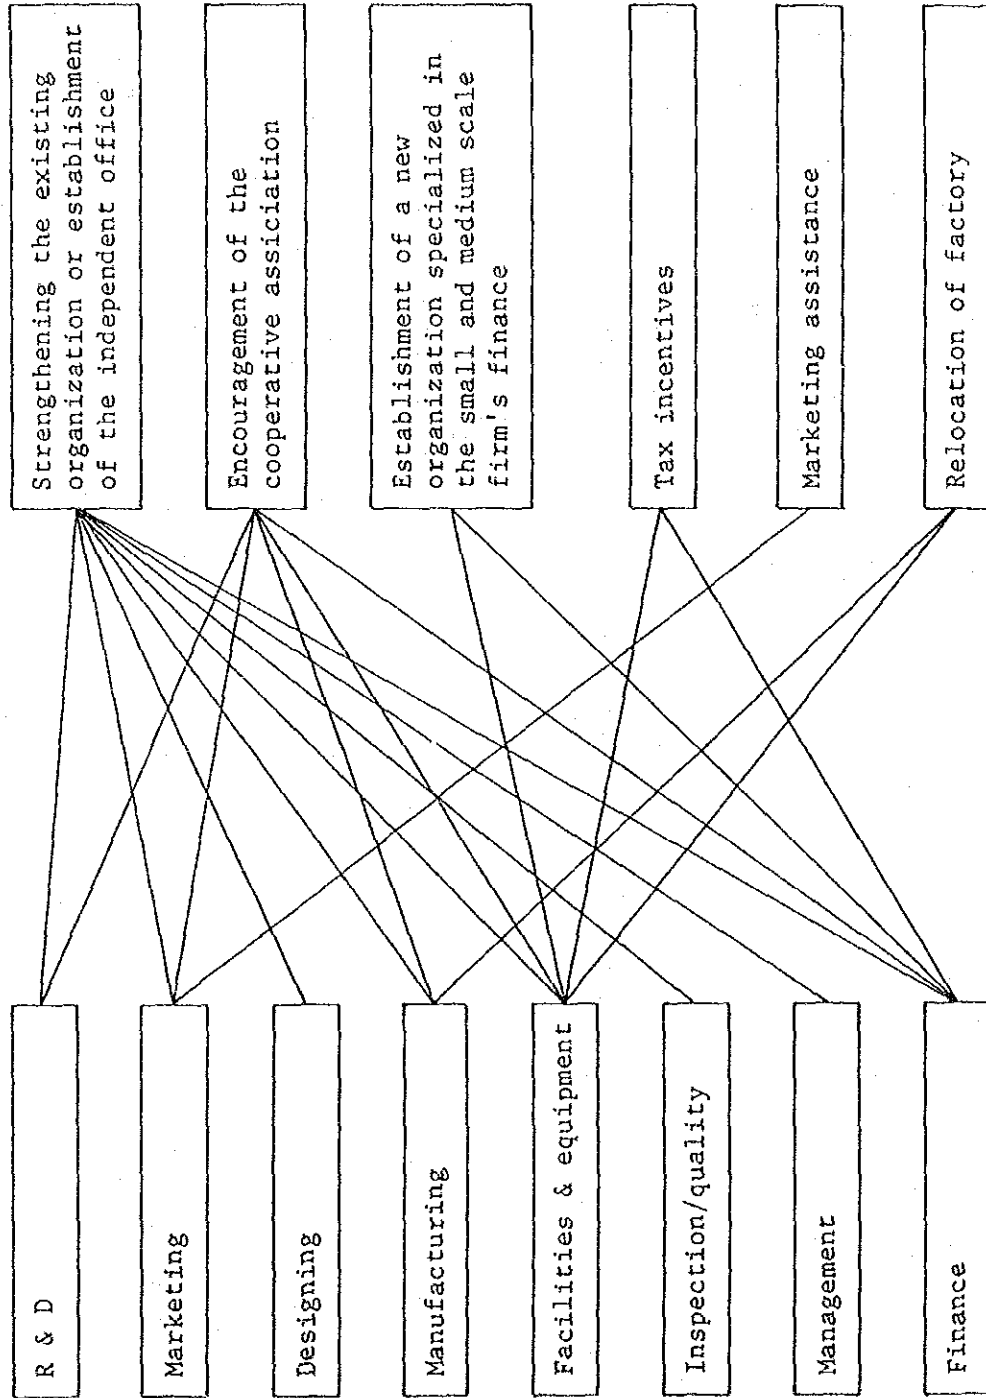 R & D
Marketing
Designing
Manufacturing
Facilities & equipment
Inspection/quality
Management
Finance
Strengthening the existing
organization or establishment
of the independent office
Encouragement of the
cooperative assiciation
Establishment of a new
organization specialized in
the small and medium scale
firm's finance
Tax incentives
Marketing assistance
Relocation of factory